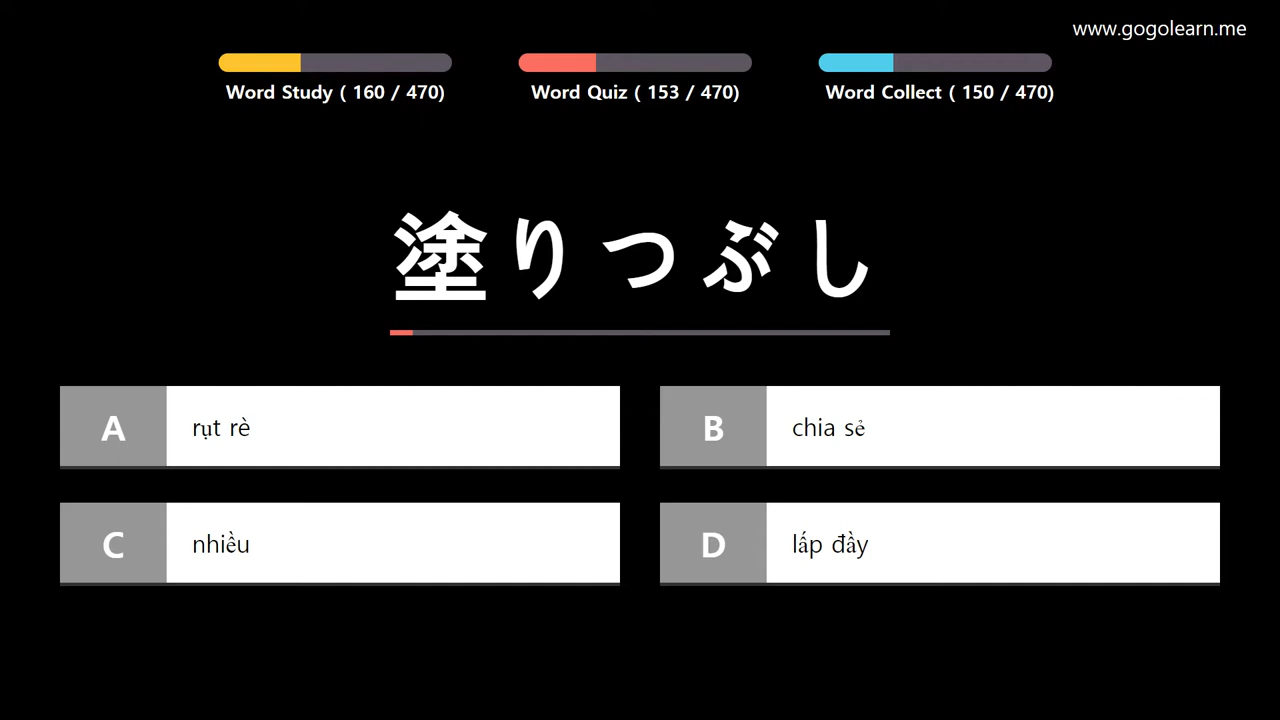 www.gogolearn.me
Word Study ( 160 / 470)
Word Quiz ( 153 / 470)
Word Collect ( 150 / 470)
塗りつぶし
A rụt rè
B chia sẻ
C nhiều
D lấp đầy